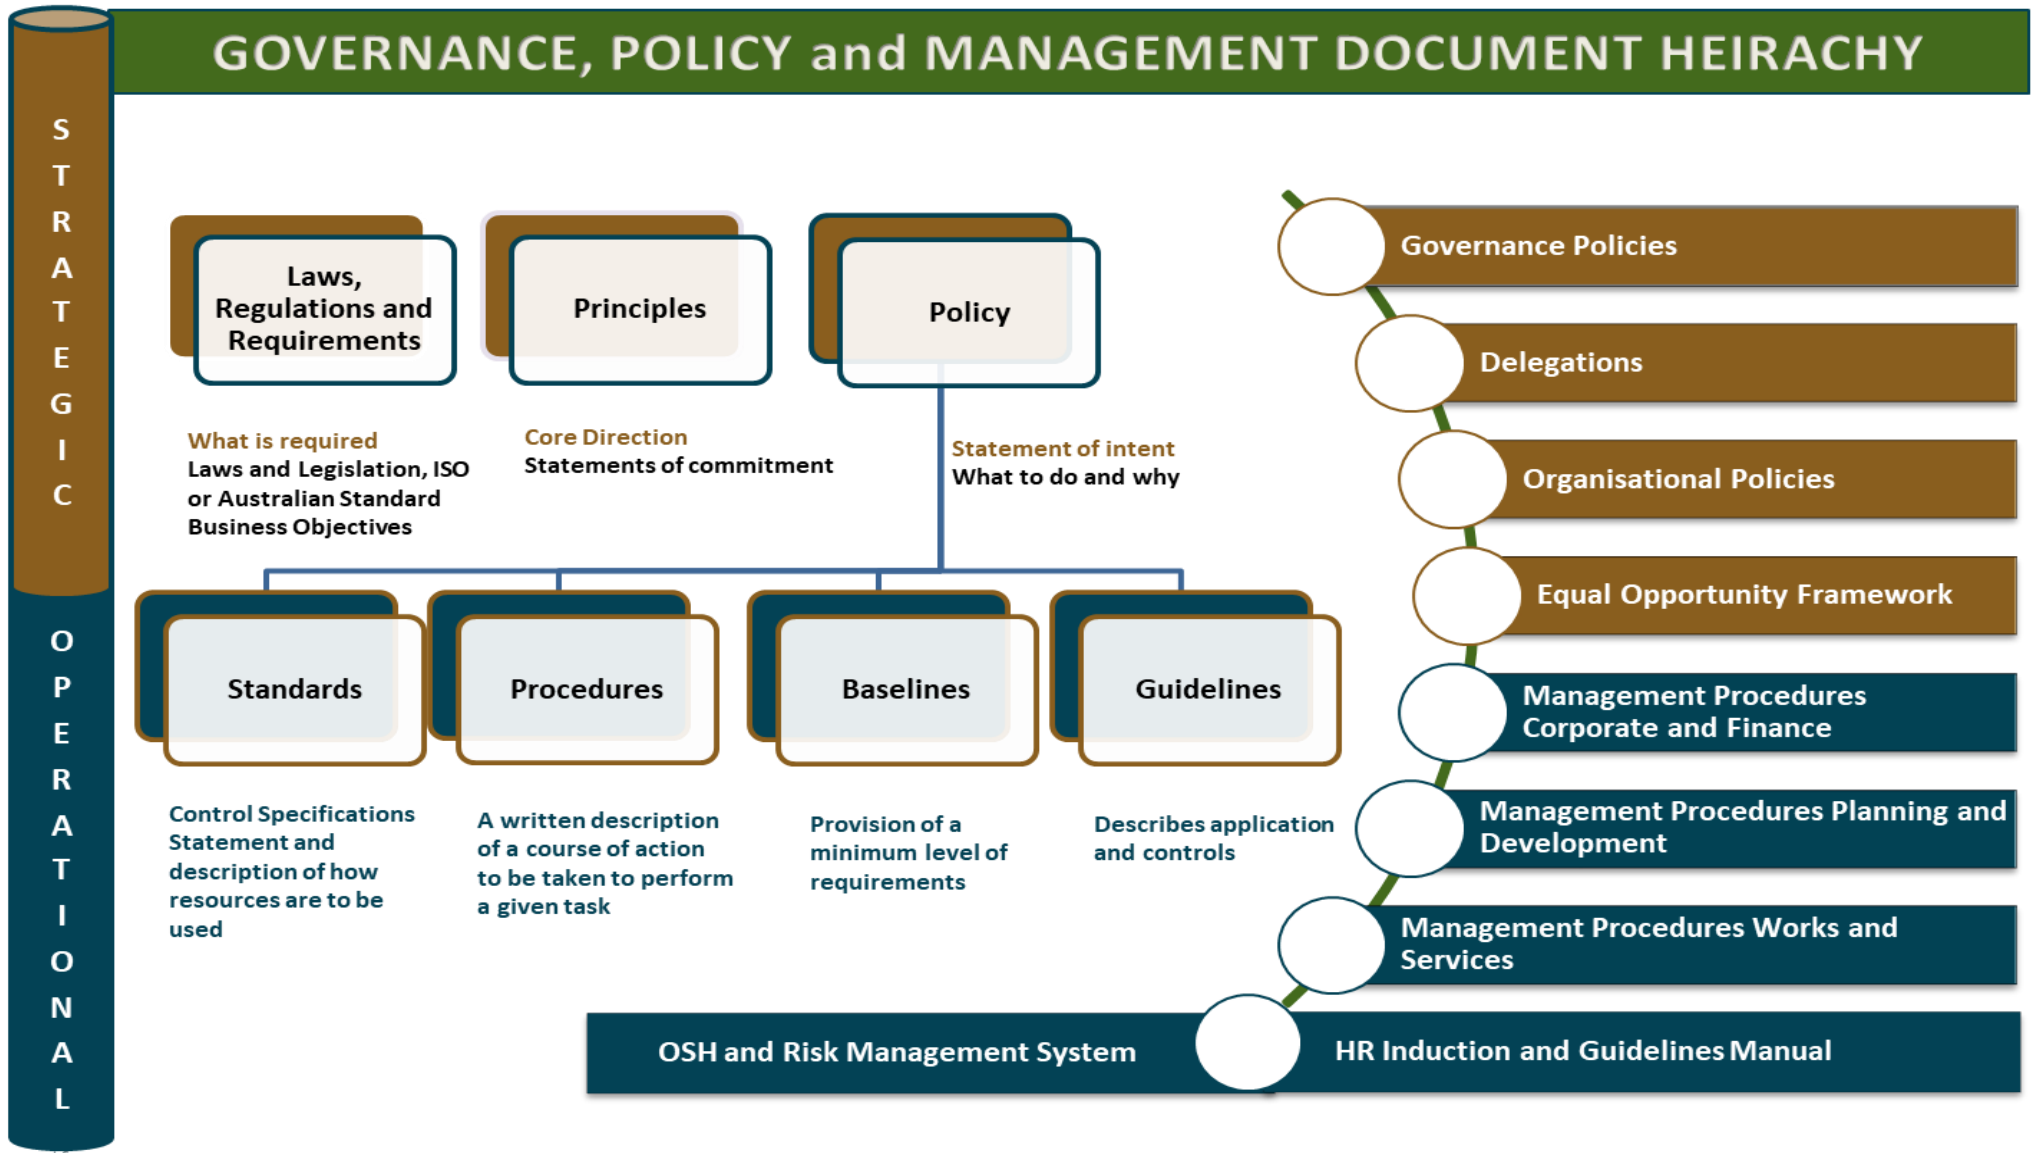 GOVERNANCE, POLICY and MANAGEMENT DOCUMENT HEIRACHY
STRATEGIC
OPERATIONAL
Laws,
Regulations and
Requirements
What is required
Laws and Legislation, ISO
or Australian Standard
Business Objectives
Principles
Core Direction
Statements of commitment
Policy
Statement of intent
What to do and why
Standards
Control Specifications
Statement and
description of how
resources are to be
used
Procedures
A written description
of a course of action
to be taken to perform
a given task
Baselines
Provision of a
minimum level of
requirements
Guidelines
Describes application
and controls
Governance Policies
Delegations
Organisational Policies
Equal Opportunity Framework
Management Procedures
Corporate and Finance
Management Procedures Planning and
Development
Management Procedures Works and
Services
OSH and Risk Management System
HR Induction and Guidelines Manual